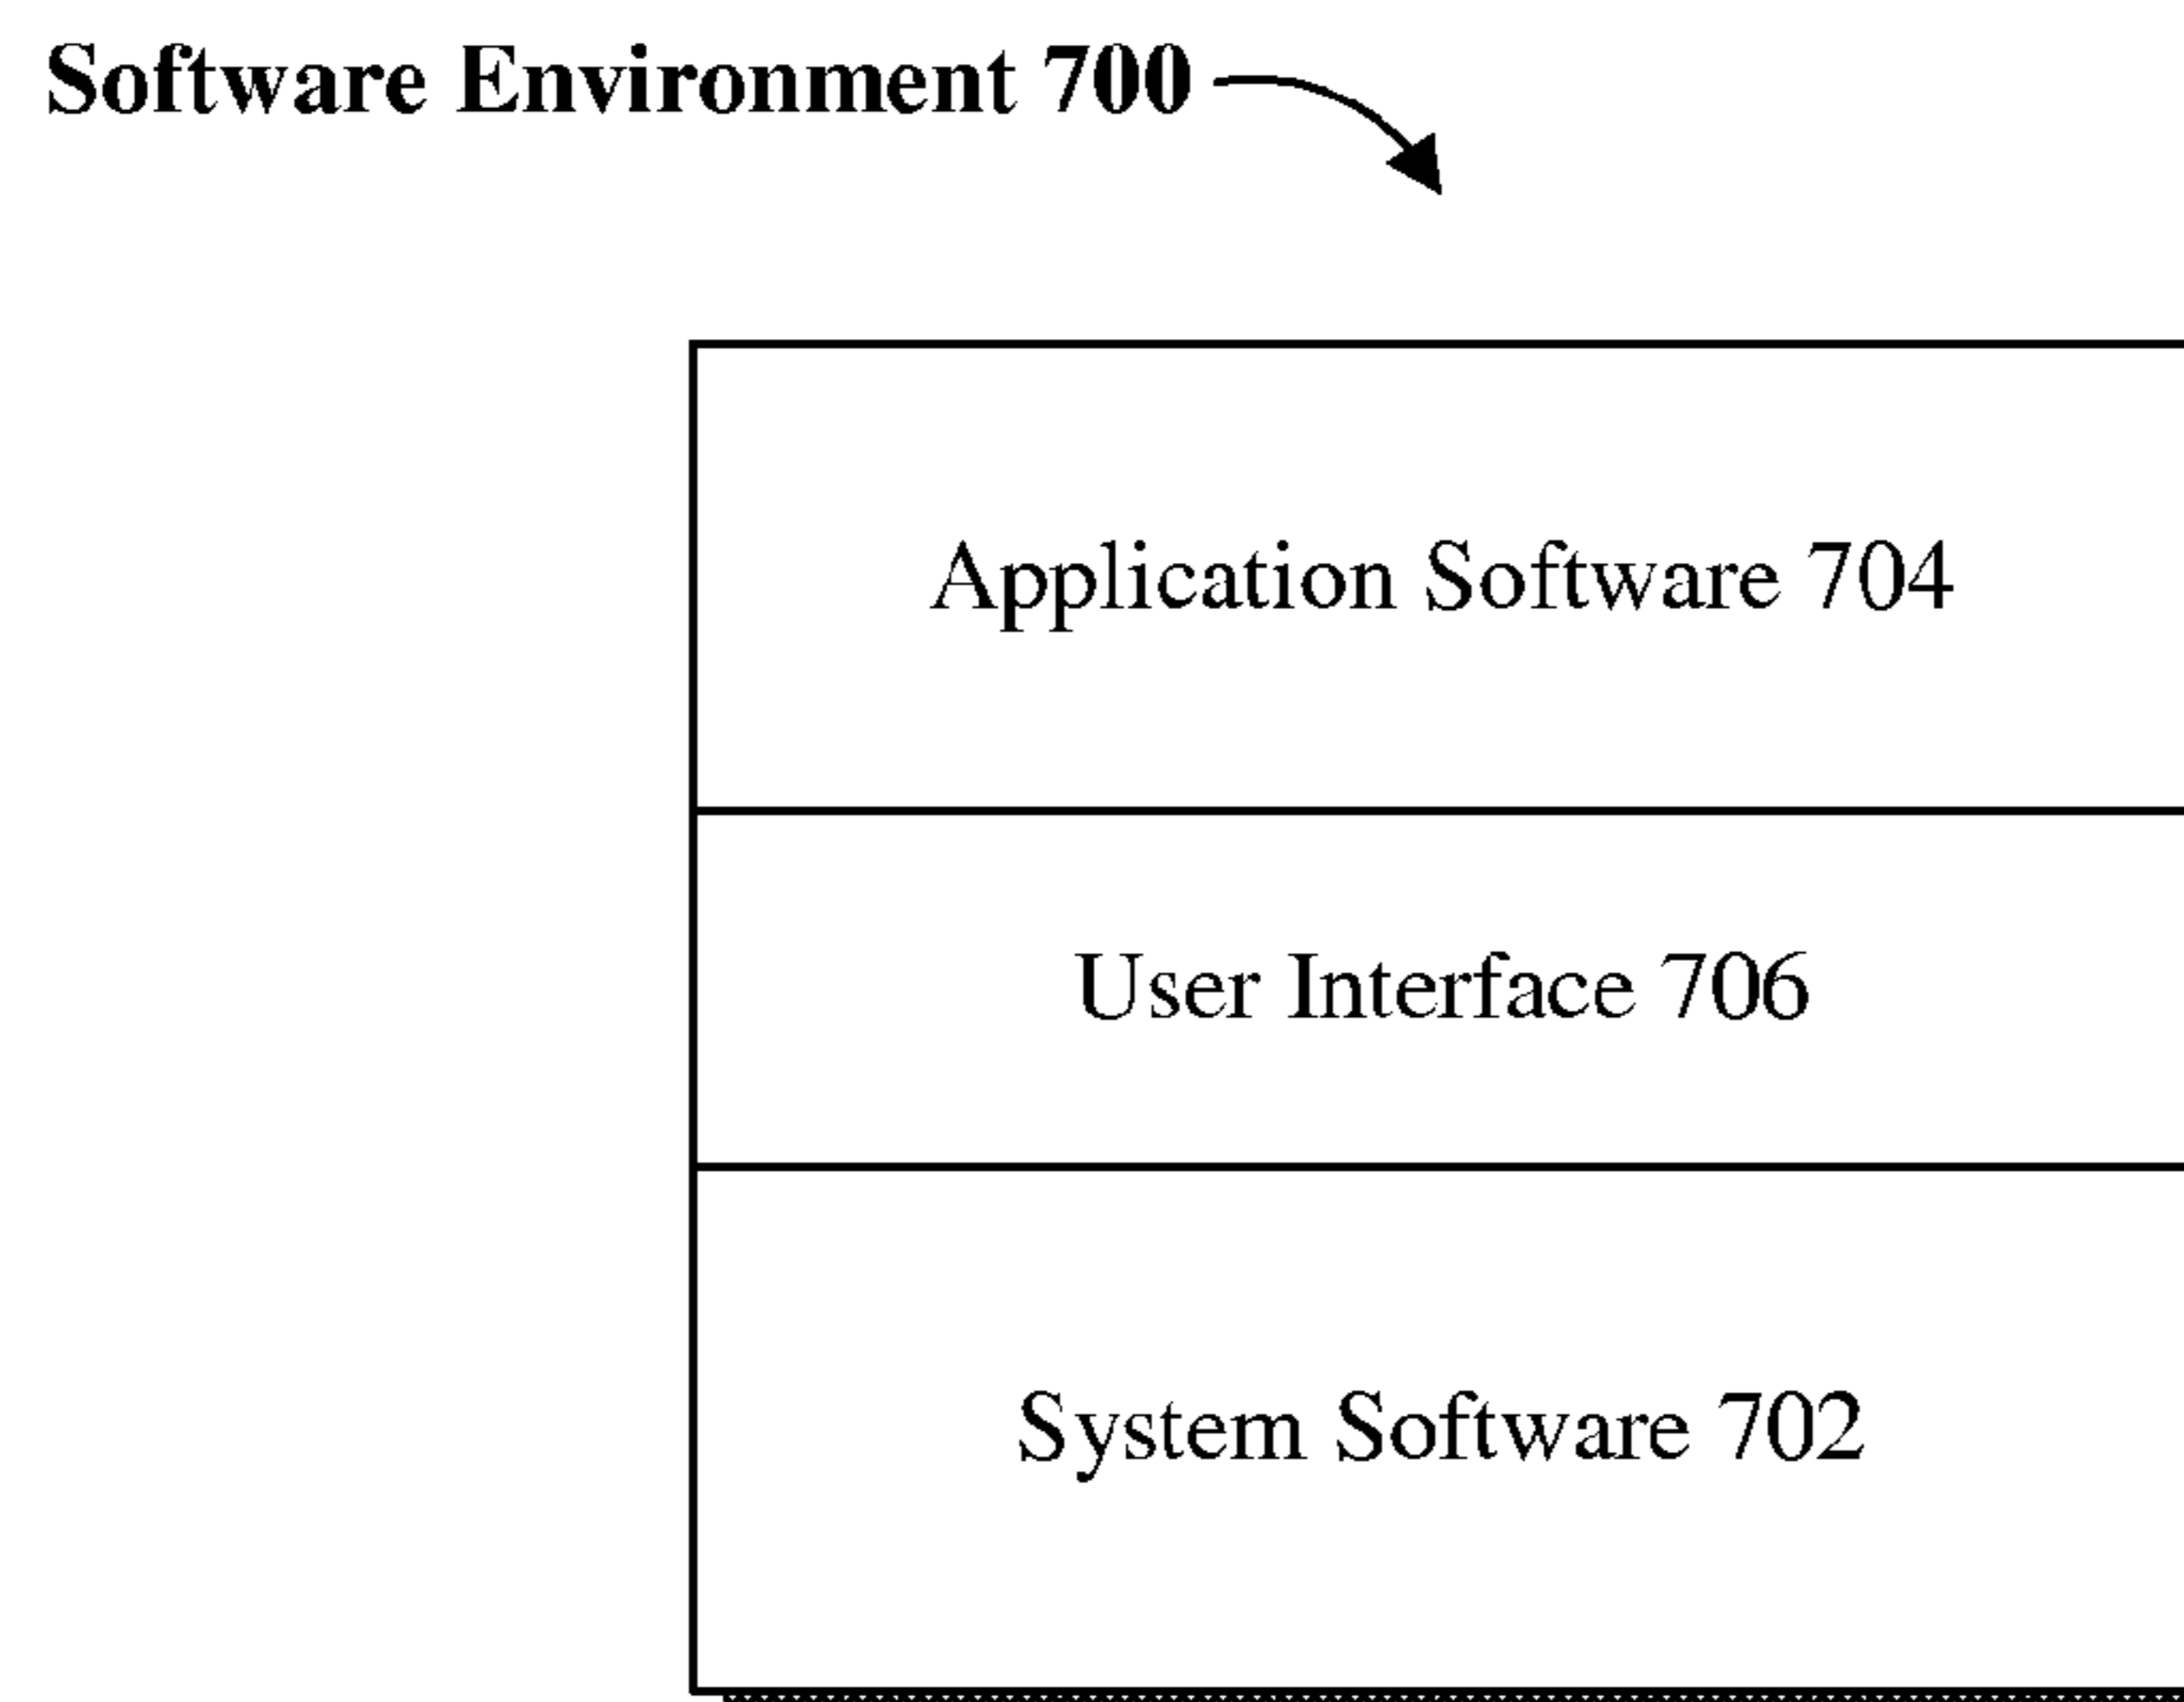 Software Environment 700
Application Software 704
User Interface 706
System Software 702